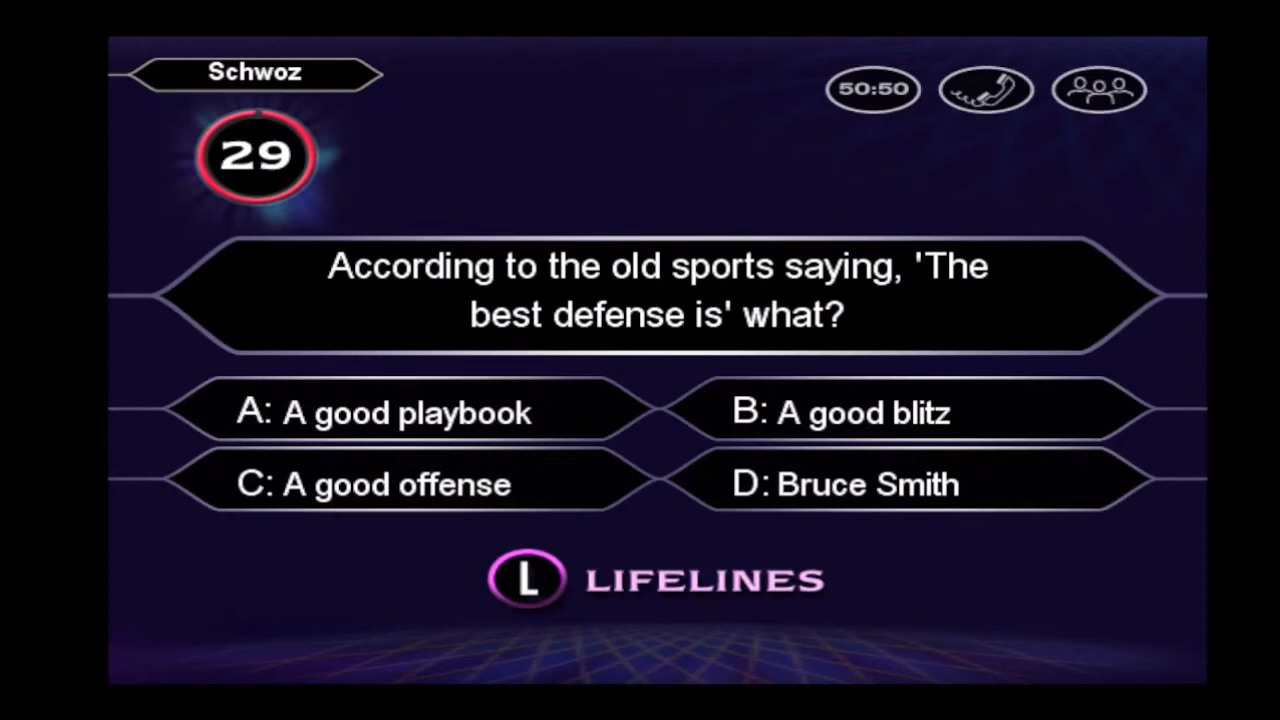 Schwoz
50:50
29
According to the old sports saying, 'The
best defense is' what?
A: A good playbook
B: A good blitz
C: A good offense
D: Bruce Smith
L LIFELINES